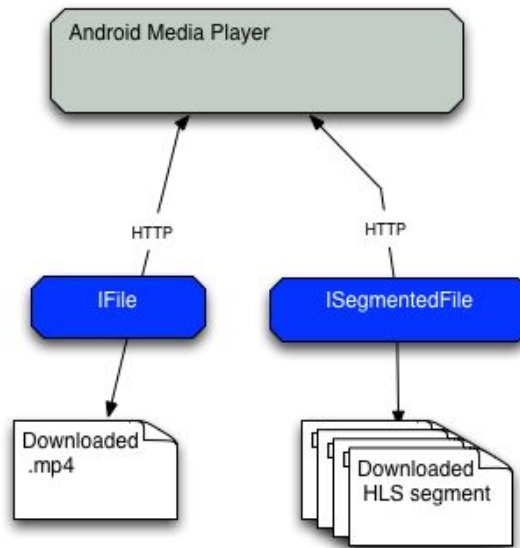 Android Media Player
HTTP
HTTP
IFile
ISegmentedFile
Downloaded
.mp4
Downloaded
HLS segment